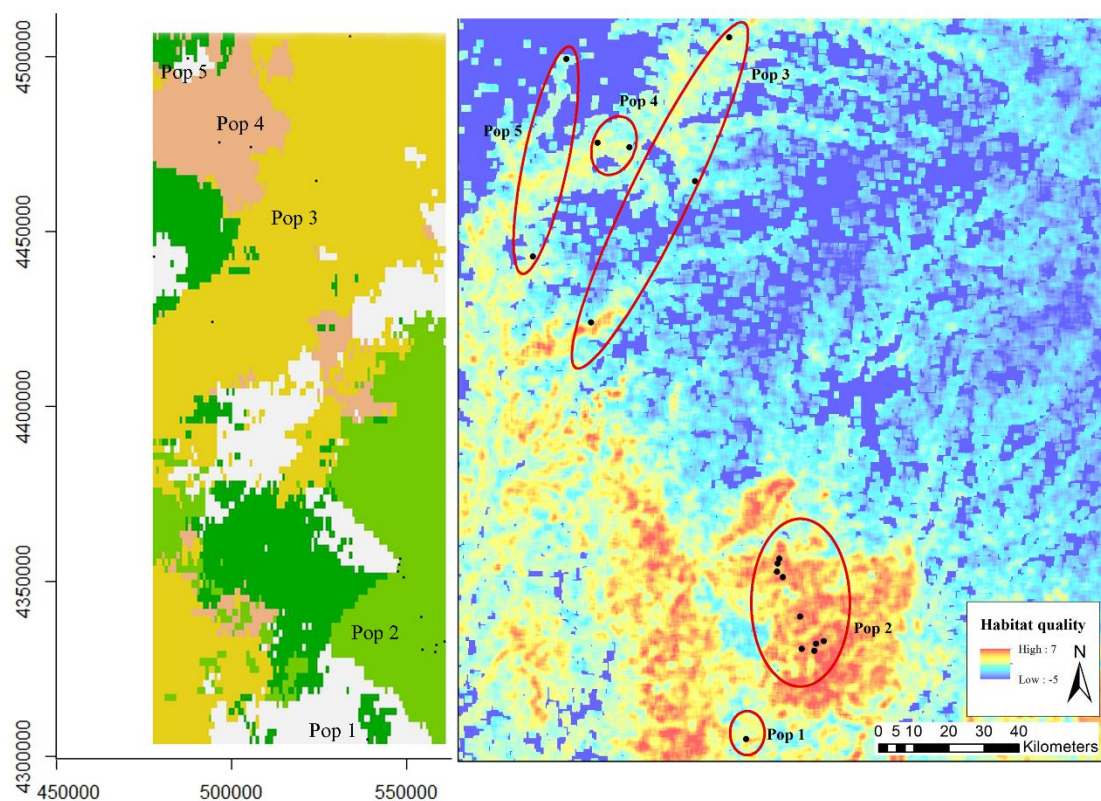 4500000
4450000
4400000
4350000
4300000
450000
500000
550000
Pop 5
Pop 4
Pop 3
Pop 2
Pop 1
Pop 3
Pop 4
Pop 5
Pop 2
Pop 1
Habitat quality
High : 7
Low : -5
N
0 5 10 20 30 40
Kilometers